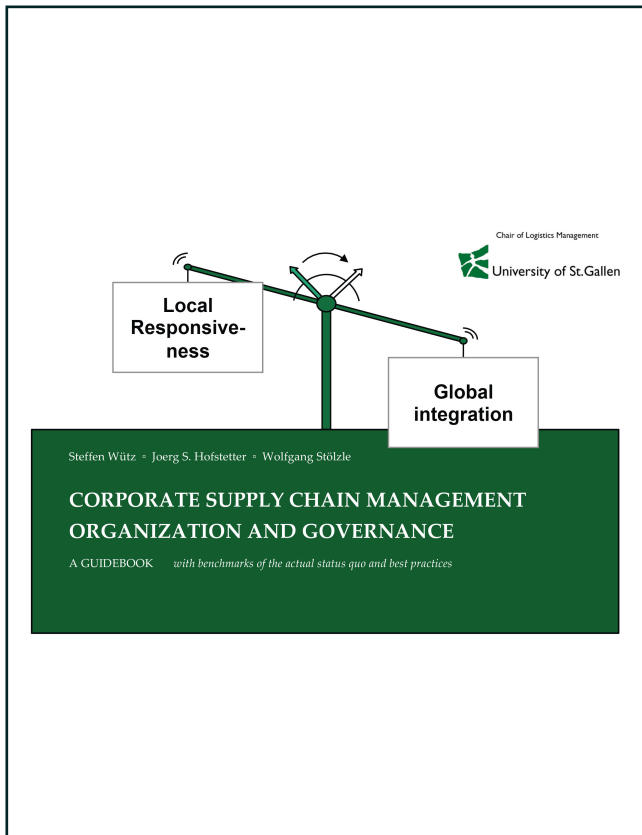 Chair of Logistics Management
University of St.Gallen
Local
Responsive-
ness
Global
integration
Steffen Wütz ▫ Joerg S. Hofstetter ▫ Wolfgang Stölzle
CORPORATE SUPPLY CHAIN MANAGEMENT
ORGANIZATION AND GOVERNANCE
A GUIDEBOOK with benchmarks of the actual status quo and best practices